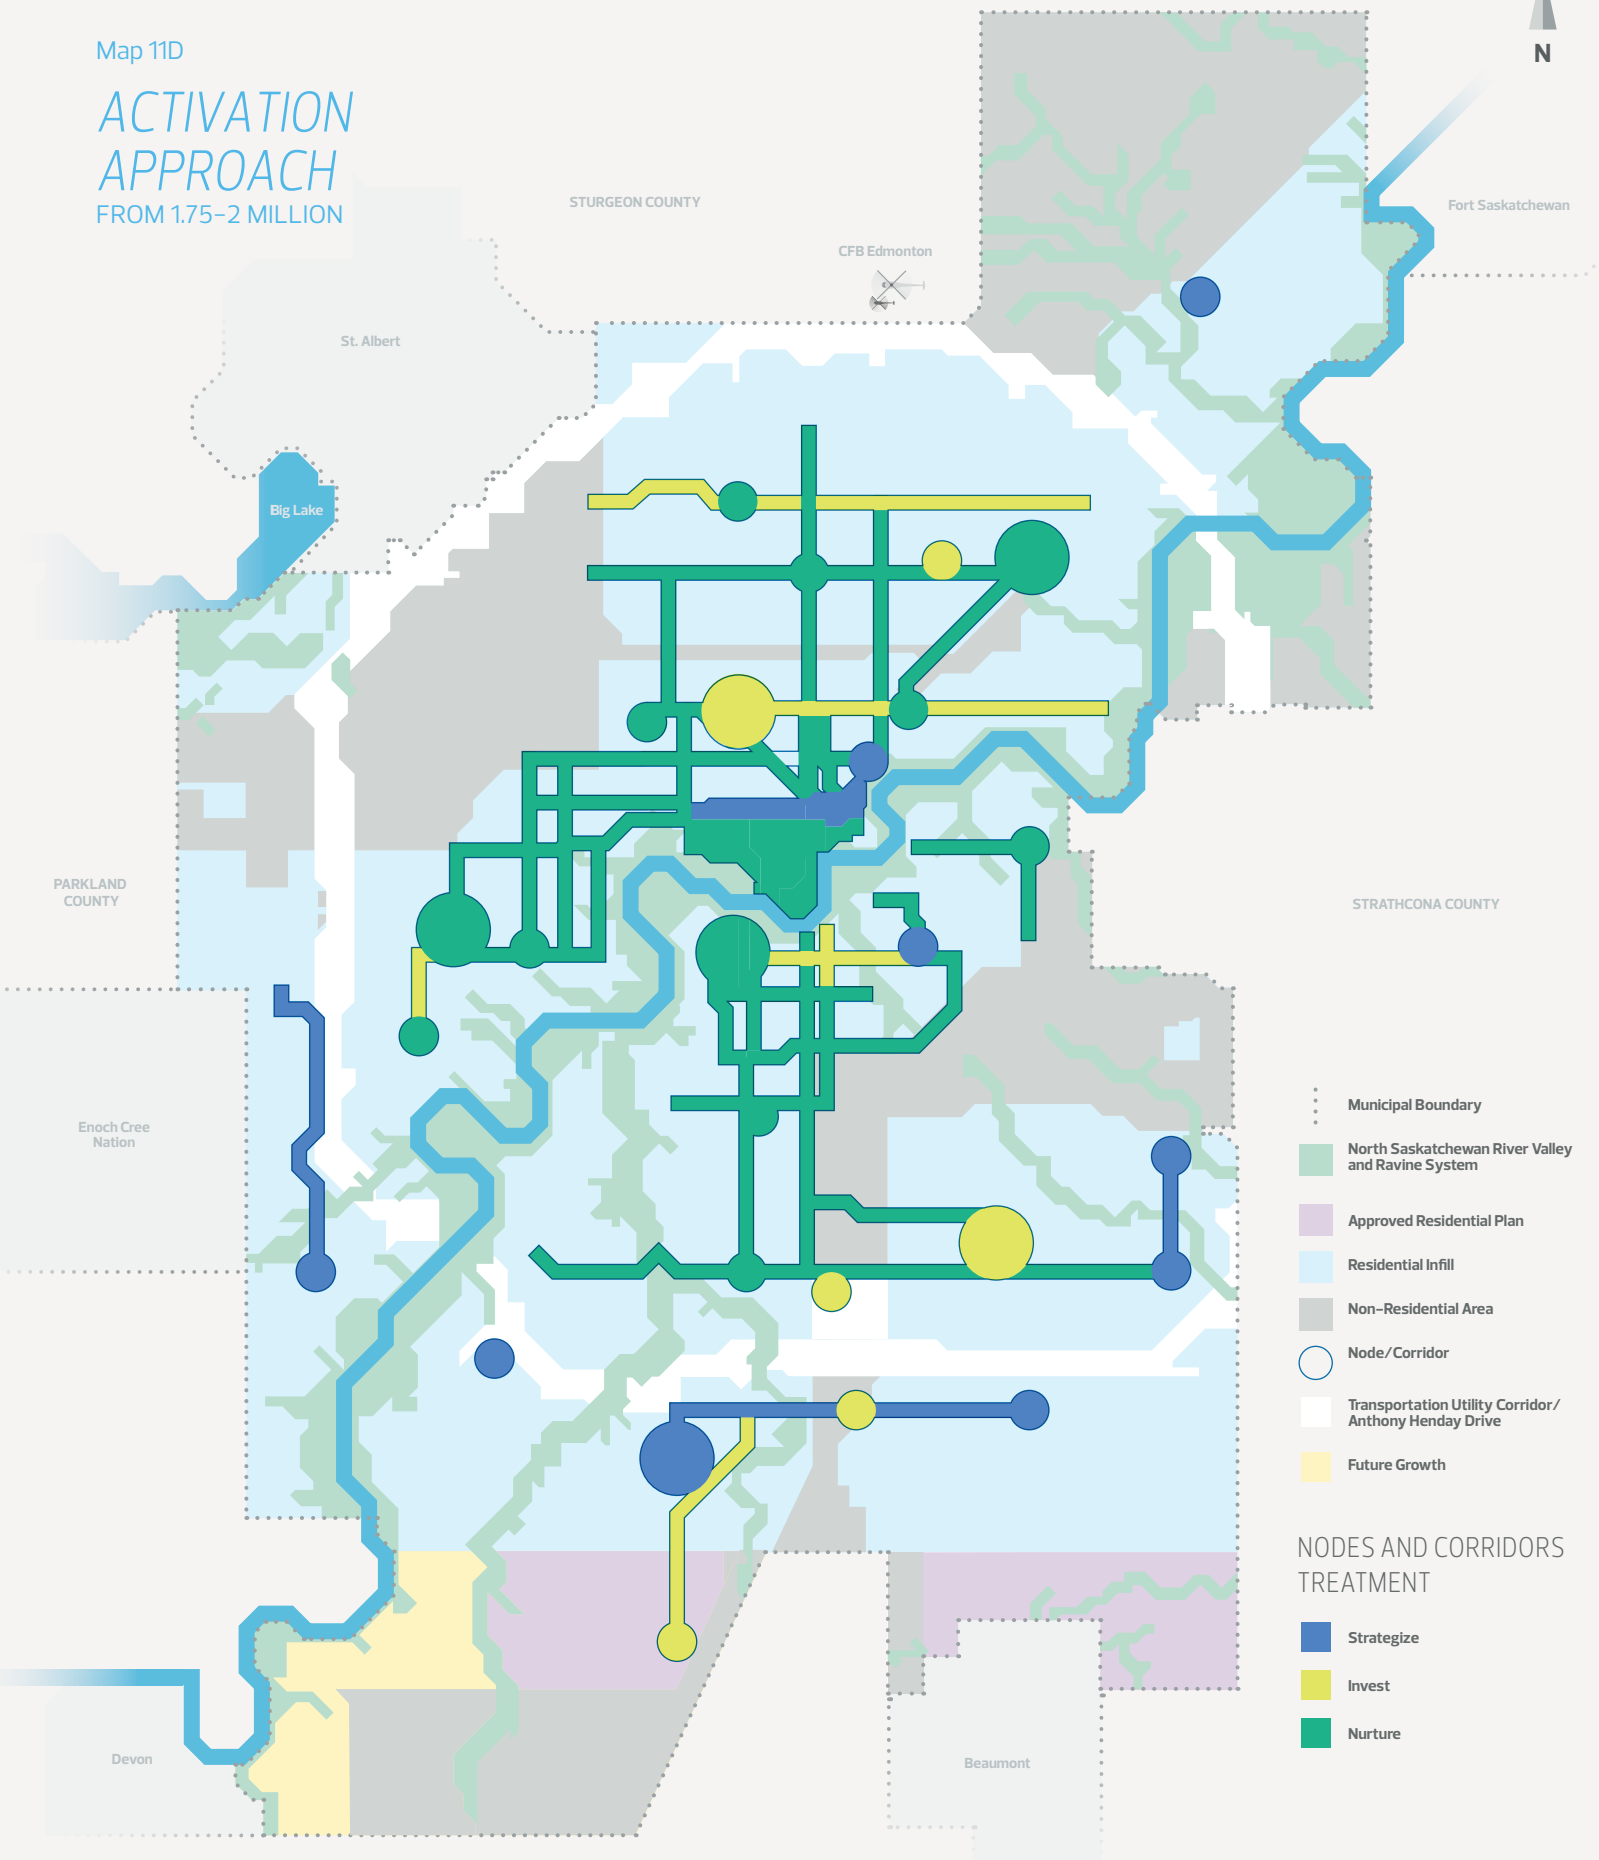 Map 11D
ACTIVATION
APPROACH
FROM 1.75–2 MILLION
N
STURGEON COUNTY
Fort Saskatchewan
CFB Edmonton
St. Albert
Big Lake
PARKLAND
COUNTY
STRATHCONA COUNTY
Enoch Cree
Nation
Devon
Beaumont
Municipal Boundary
North Saskatchewan River Valley
and Ravine System
Approved Residential Plan
Residential Infill
Non–Residential Area
Node/Corridor
Transportation Utility Corridor/
Anthony Henday Drive
Future Growth
NODES AND CORRIDORS
TREATMENT
Strategize
Invest
Nurture